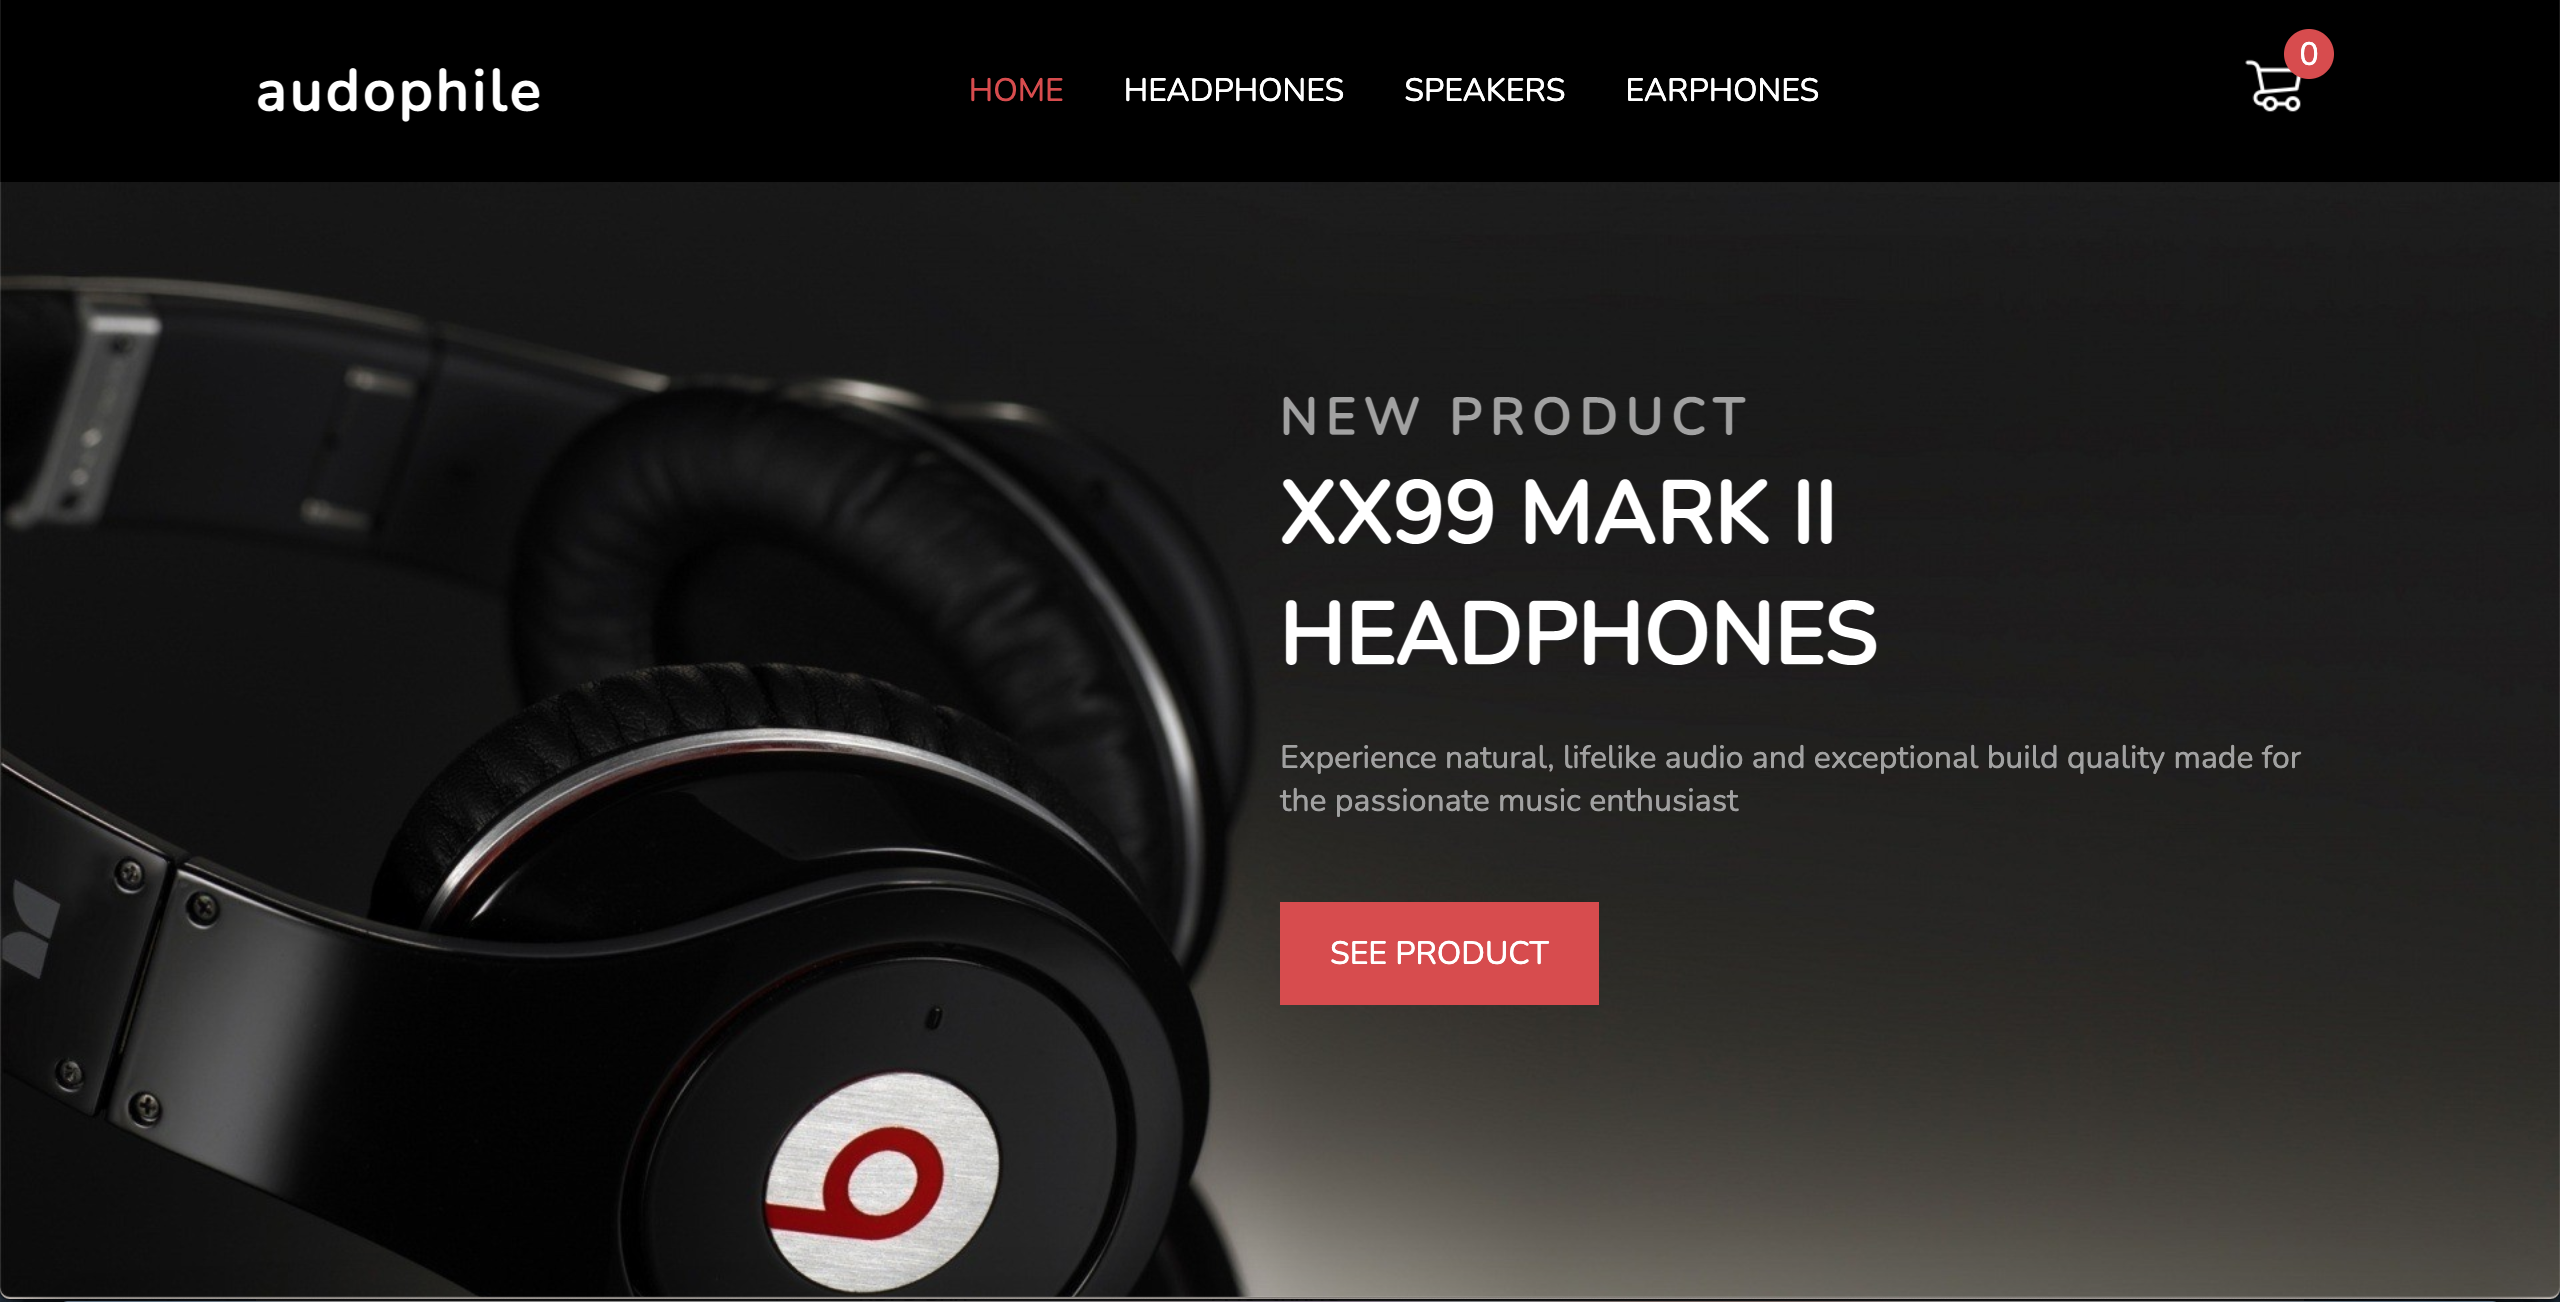 audophile
HOME HEADPHONES SPEAKERS EARPHONES
0
NEW PRODUCT
XX99 MARK II
HEADPHONES
Experience natural, lifelike audio and exceptional build quality made for
the passionate music enthusiast
SEE PRODUCT
b